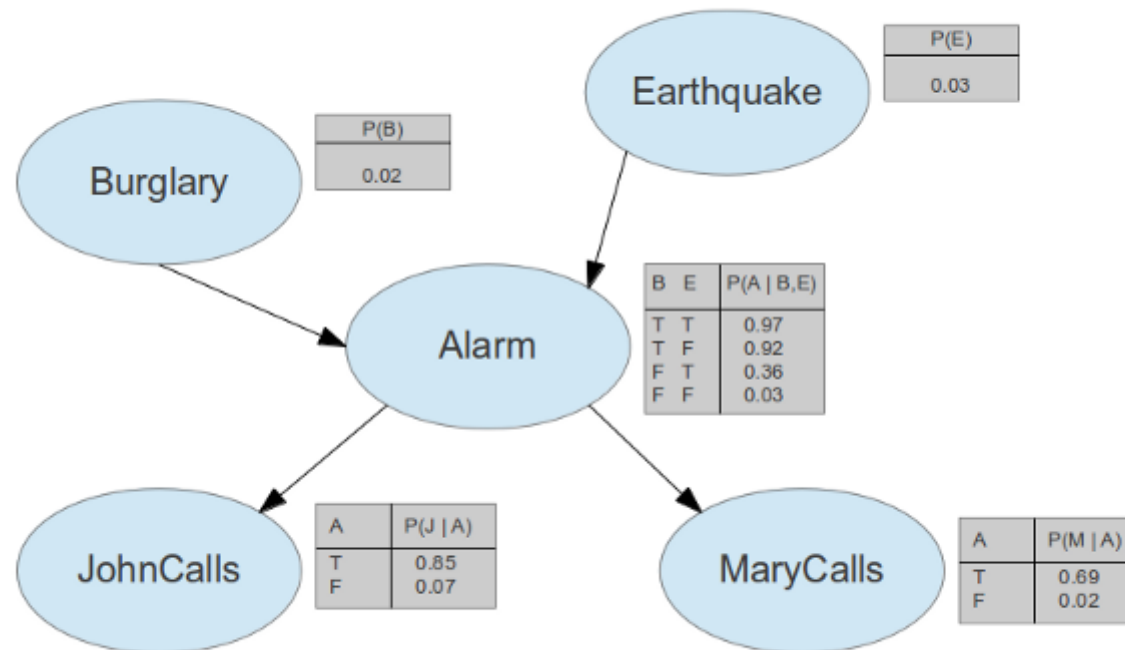 Earthquake
P(E)
0.03
Burglary
P(B)
0.02
Alarm
B E P(A | B,E)
T T 0.97
T F 0.92
F T 0.36
F F 0.03
JohnCalls
A P(J | A)
T 0.85
F 0.07
MaryCalls
A P(M | A)
T 0.69
F 0.02